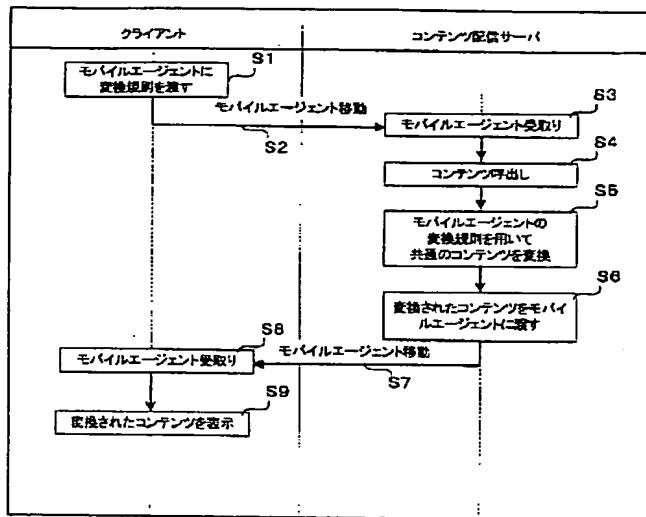 クライアント
コンテンツ配信サーバ
S1
モバイルエージェントに
変換規則を渡す
モバイルエージェント移動
S2
S3
モバイルエージェント受取り
S4
コンテンツ呼出し
S5
モバイルエージェントの
変換規則を用いて
共通のコンテンツを変換
S6
変換されたコンテンツをモバイ
ルエージェントに渡す
S8
モバイルエージェント移動
モバイルエージェント受取り
S7
S9
変換されたコンテンツを表示